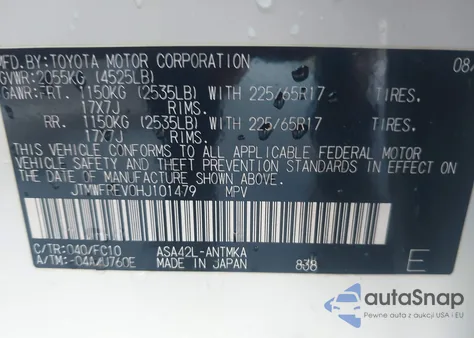 MFD.BY: TOYOTA MOTOR CORPORATION 08/
GVWR: 2055KG (4525LB)
GAWR: FRT. 1150KG (2535LB) WITH 225/65R17 TIRES.
17X7J RIMS.
RR. 1150KG (2535LB) WITH 225/65R17 TIRES.
17X7J RIMS.
THIS VEHICLE CONFORMS TO ALL APPLICABLE FEDERAL MOTOR
VEHICLE SAFETY AND THEFT PREVENTION STANDARDS IN EFFECT ON
THE DATE OF MANUFACTURE SHOWN ABOVE.
JTMWFREV0HJ101479 MPV
C/TR: 040/FC10 ASA42L-ANTMKA
A/TM: -04A/U760E MADE IN JAPAN 838 E
autoSnap
Pewne auta z aukcji USA i EU